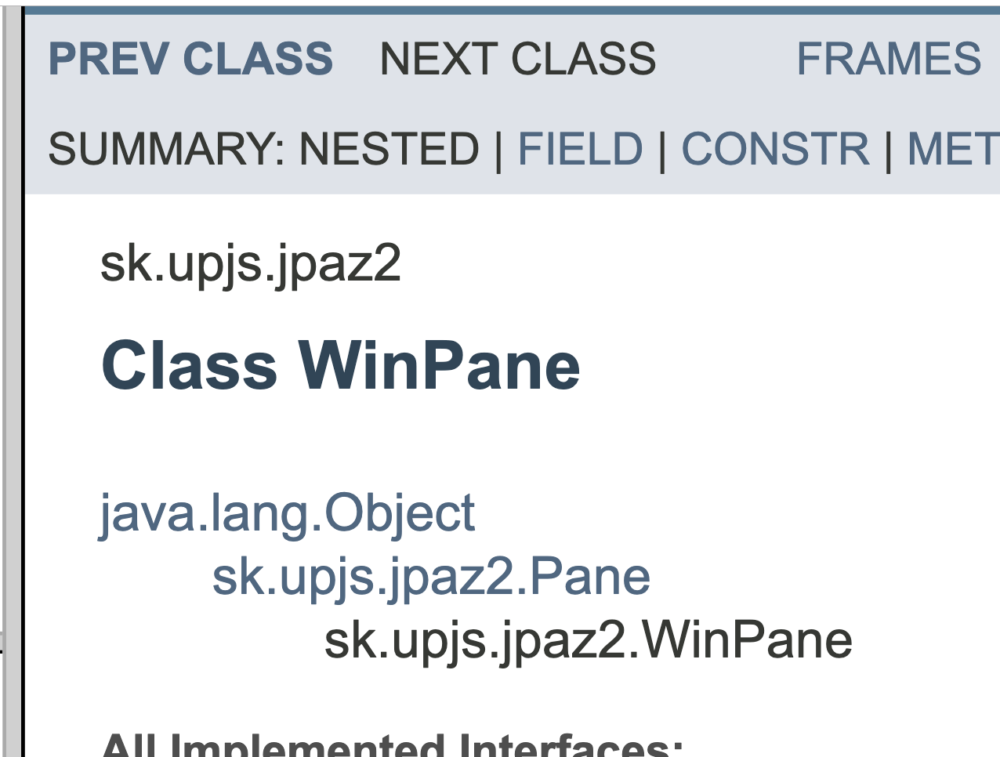 PREV CLASS NEXT CLASS FRAMES
SUMMARY: NESTED | FIELD | CONSTR | MET
sk.upjs.jpaz2
Class WinPane
java.lang.Object
sk.upjs.jpaz2.Pane
sk.upjs.jpaz2.WinPane
All Implemented Interfaces: